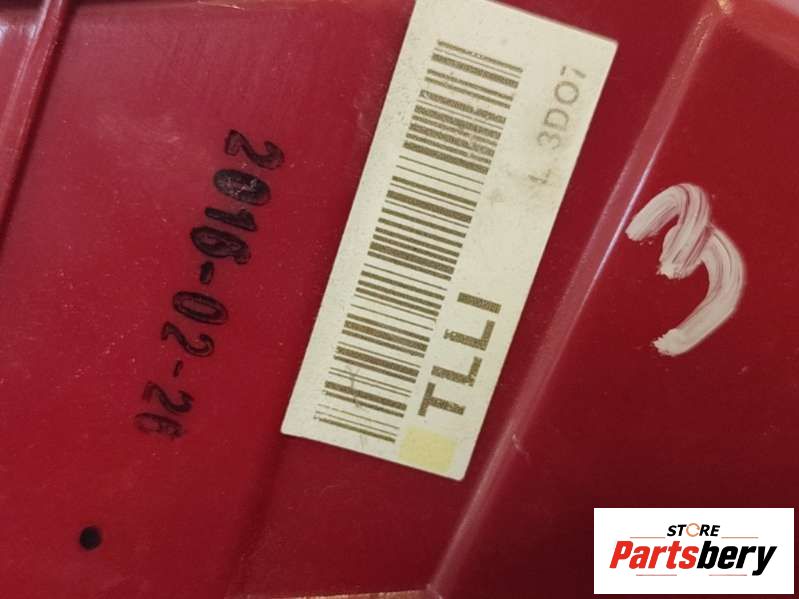 2016-02-26
L 3D07
TLLI
3
STORE
Partsbery